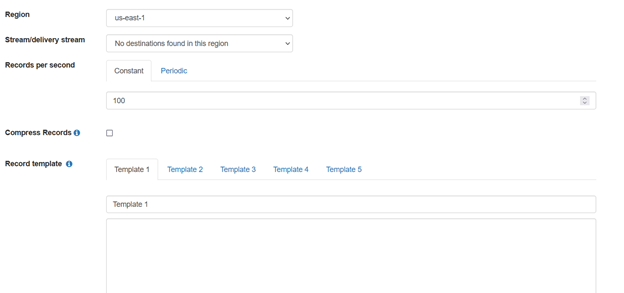 Region
us-east-1
Stream/delivery stream
No destinations found in this region
Records per second
Constant Periodic
100
Compress Records
Record template
Template 1 Template 2 Template 3 Template 4 Template 5
Template 1